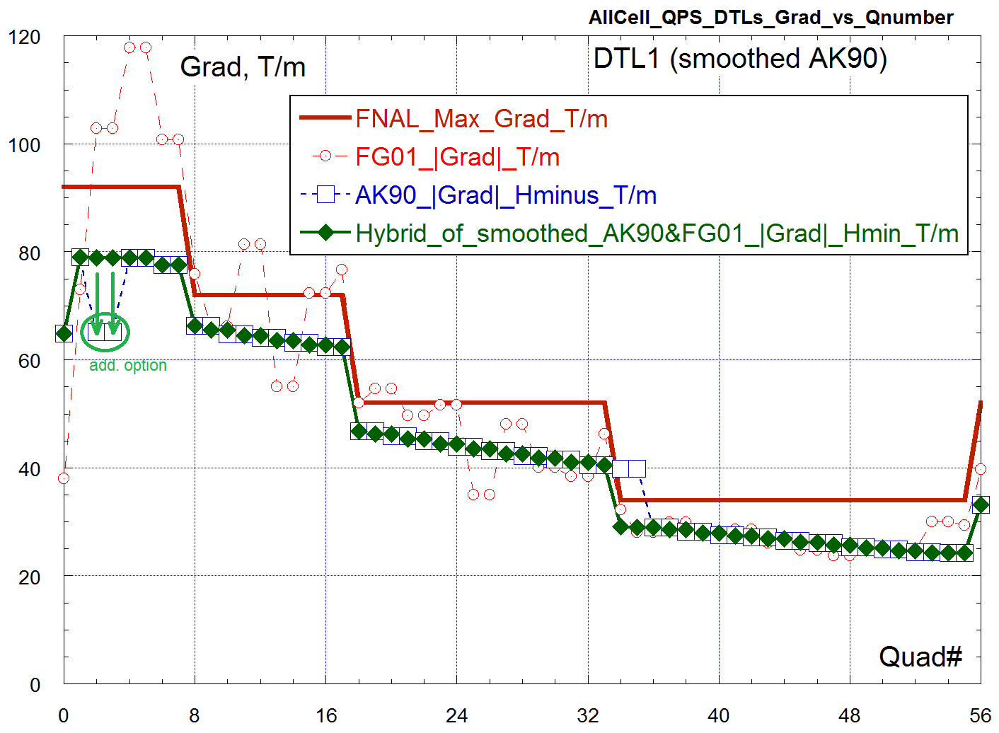 AllCell_QPS_DTLs_Grad_vs_Qnumber
120
Grad, T/m
DTL1 (smoothed AK90)
FNAL_Max_Grad_T/m
FG01_|Grad|_T/m
AK90_|Grad|_Hminus_T/m
Hybrid_of_smoothed_AK90&FG01_|Grad|_Hmin_T/m
100
80
60
add. option
40
20
Quad#
0
0 8 16 24 32 40 48 56